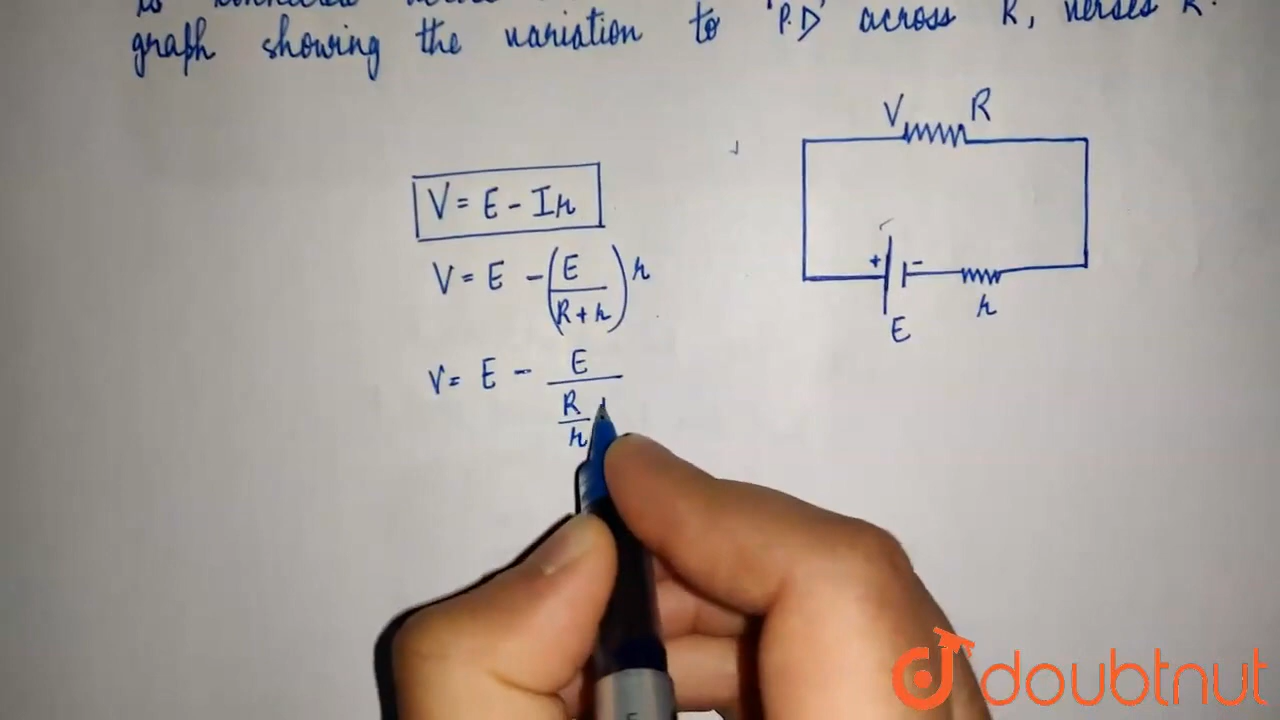 graph showing the variation to 'P.D' across R, verses R.
V R
V = E - Ir
V = E - (E/(R+r)) r
+ -
r
E
V = E - E/(R/r
doubtnut